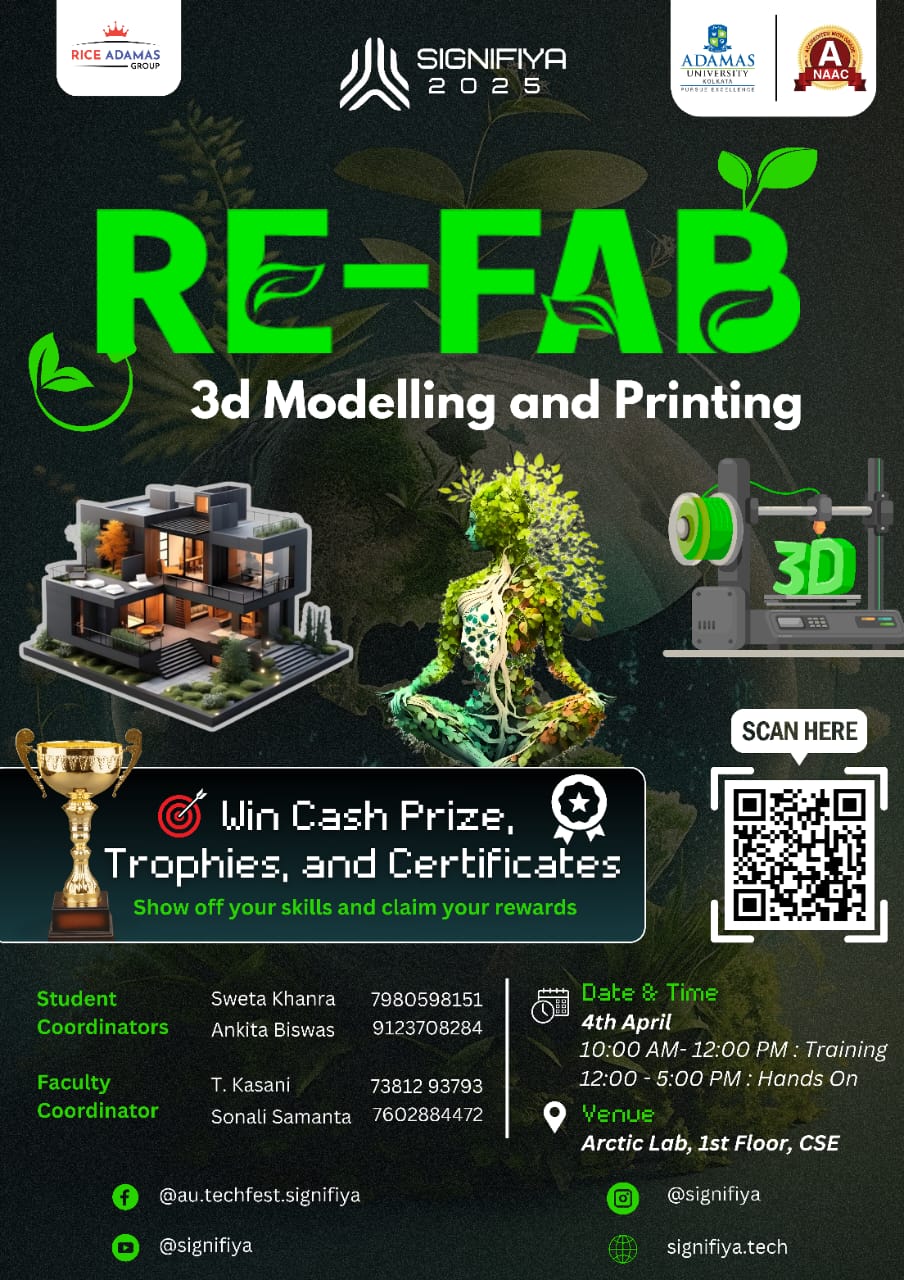 RICE ADAMAS
GROUP
SIGNIFIYA
2025
ADAMAS
UNIVERSITY
KOLKATA
PURSUE EXCELLENCE
ACCREDITED WITH GRADE
A
NAAC
RE-FAB
3d Modelling and Printing
3D
SCAN HERE
Win Cash Prize,
Trophies, and Certificates
Show off your skills and claim your rewards
Student
Coordinators
Sweta Khanra 7980598151
Ankita Biswas 9123708284
Faculty
Coordinator
T. Kasani 73812 93793
Sonali Samanta 7602884472
Date & Time
4th April
10:00 AM- 12:00 PM : Training
12:00 - 5:00 PM : Hands On
Venue
Arctic Lab, 1st Floor, CSE
@au.techfest.signifiya
@signifiya
@signifiya
signifiya.tech